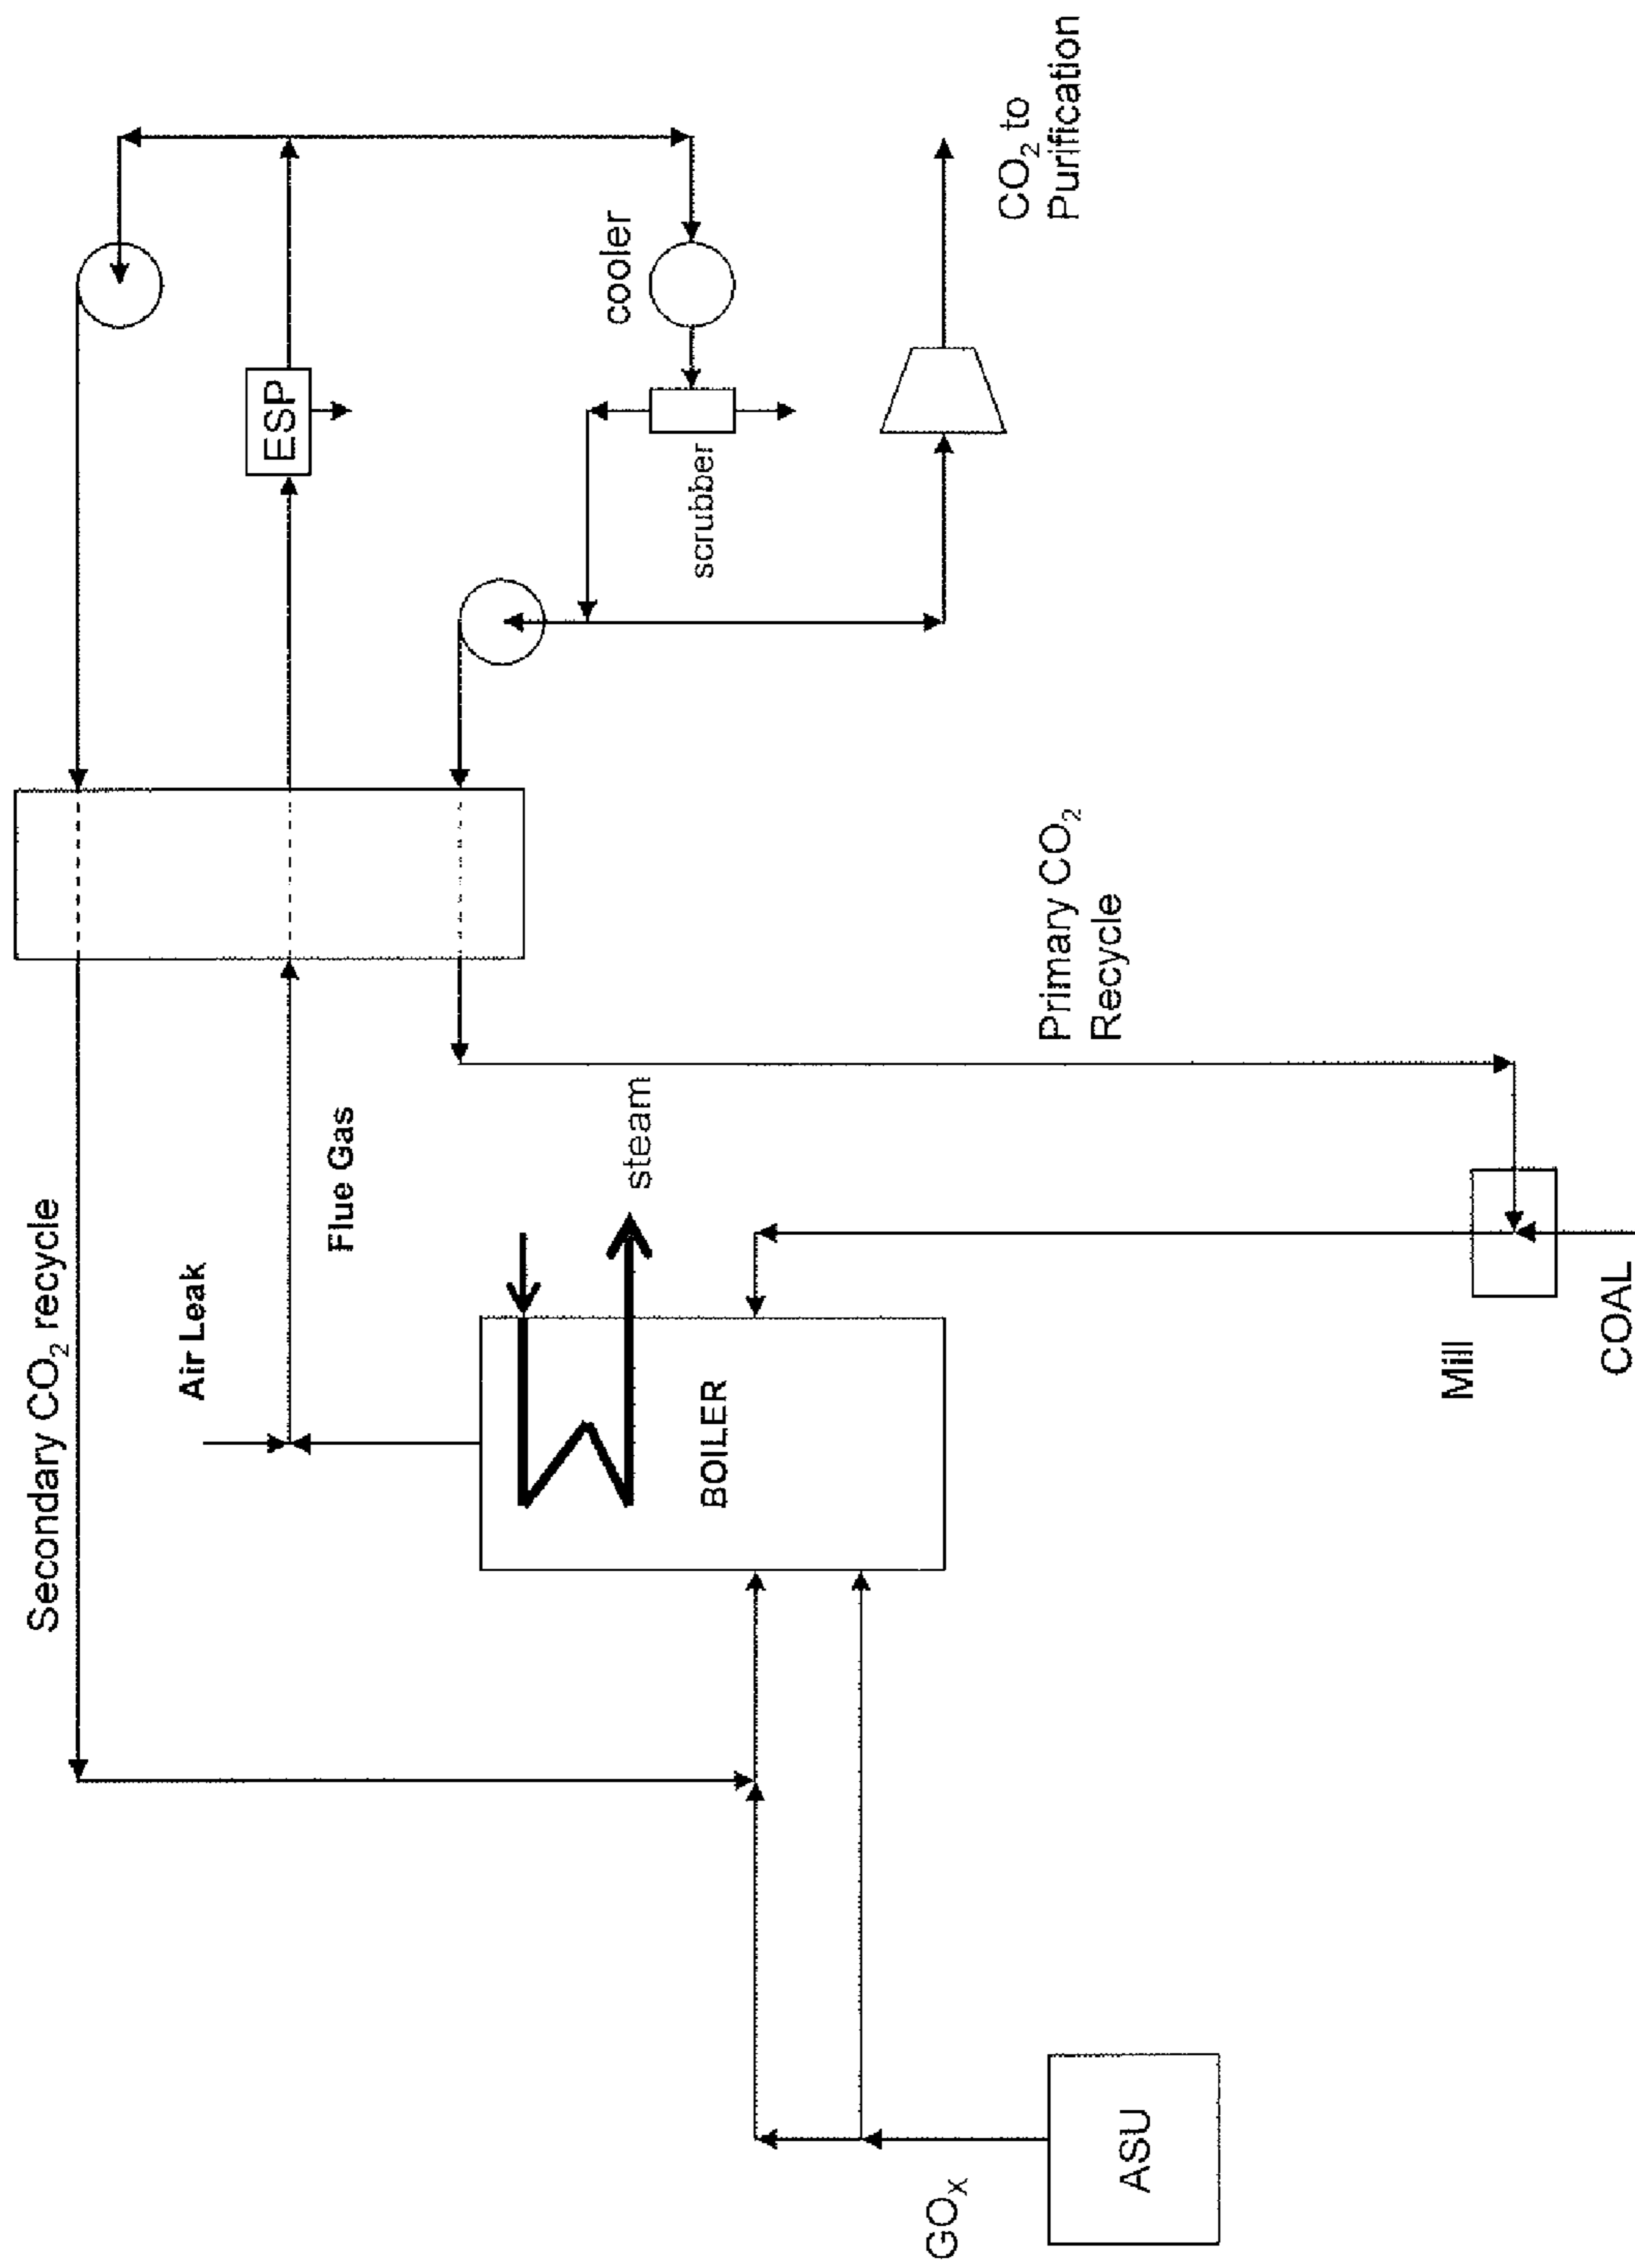 Secondary CO₂ recycle
Air Leak
Flue Gas
ESP
steam
BOILER
cooler
scrubber
CO₂ to
Purification
Primary CO₂
Recycle
GOₓ
ASU
Mill
COAL